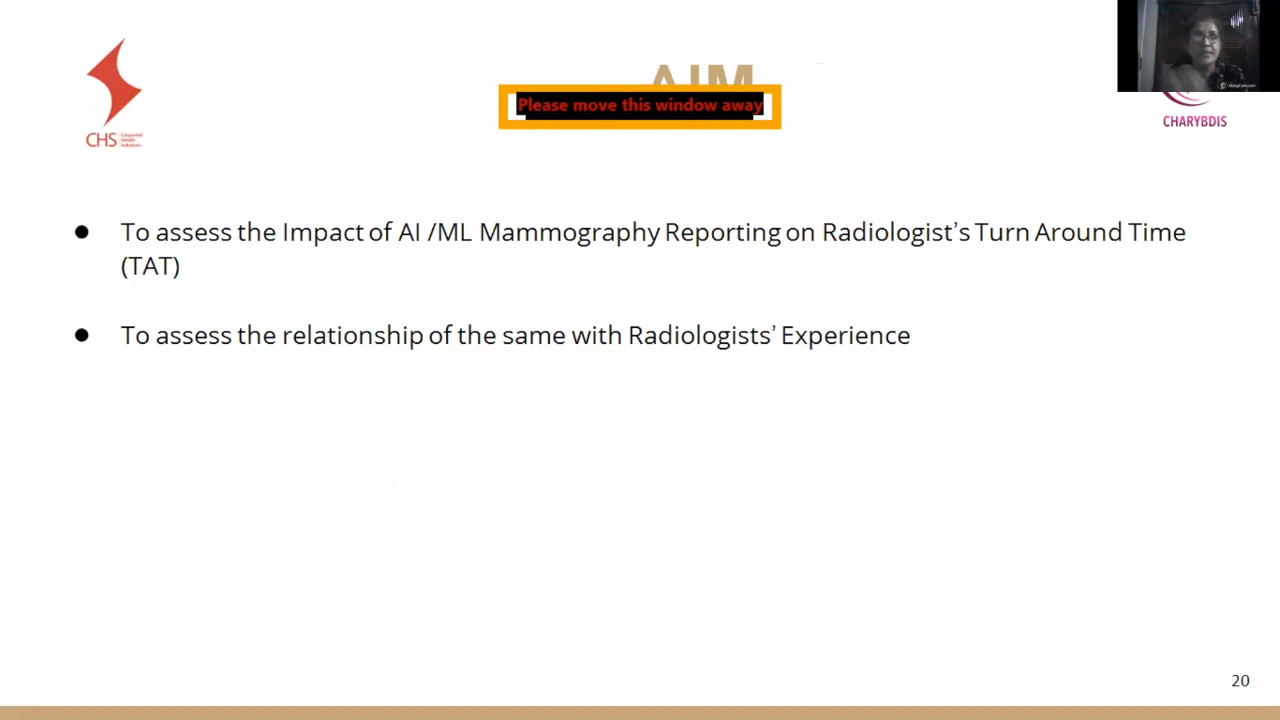 AIM
Please move this window away
CHS
CHARYBDIS
● To assess the Impact of AI /ML Mammography Reporting on Radiologist’s Turn Around Time
(TAT)
● To assess the relationship of the same with Radiologists’ Experience
20